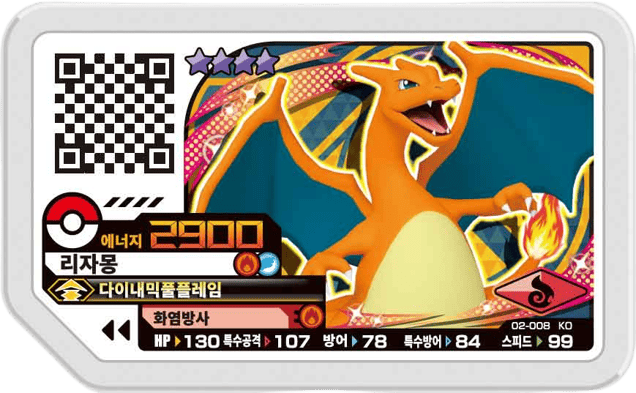 에너지 2900
리자몽
다이내믹풀플레임
화염방사
02-008 KO
HP 130 특수공격 107 방어 78 특수방어 84 스피드 99